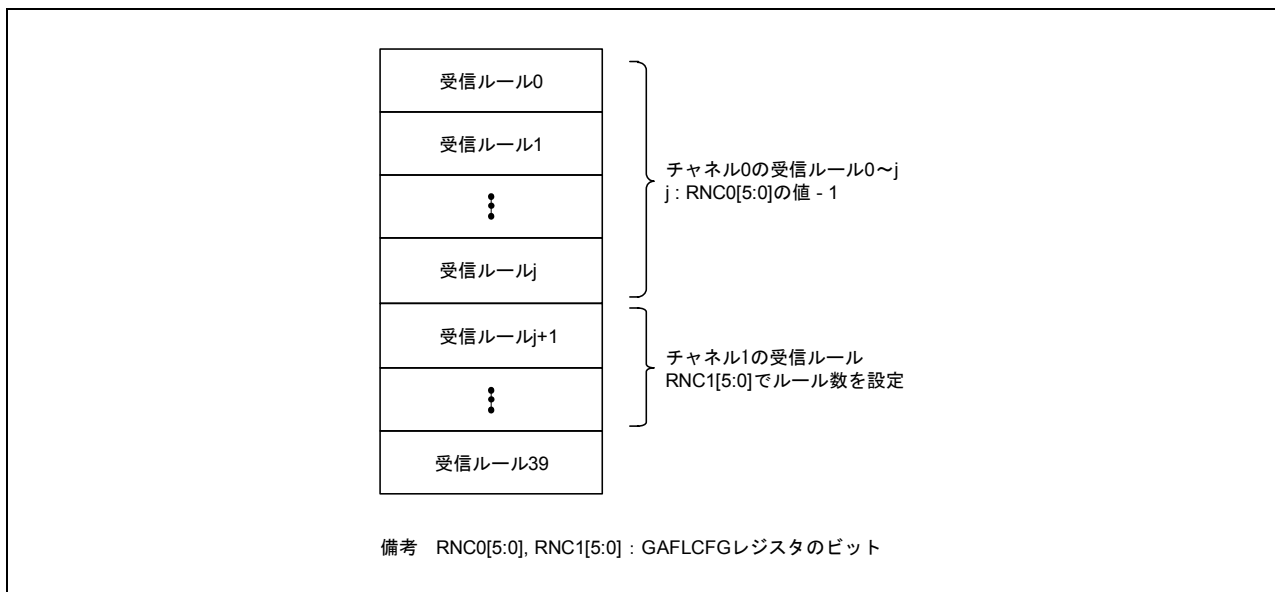 受信ルール0
受信ルール1
受信ルールj
チャネル0の受信ルール0～j
j : RNC0[5:0]の値 - 1
受信ルールj+1
チャネル1の受信ルール
RNC1[5:0]でルール数を設定
受信ルール39
備考 RNC0[5:0], RNC1[5:0] : GAFLCFGレジスタのビット